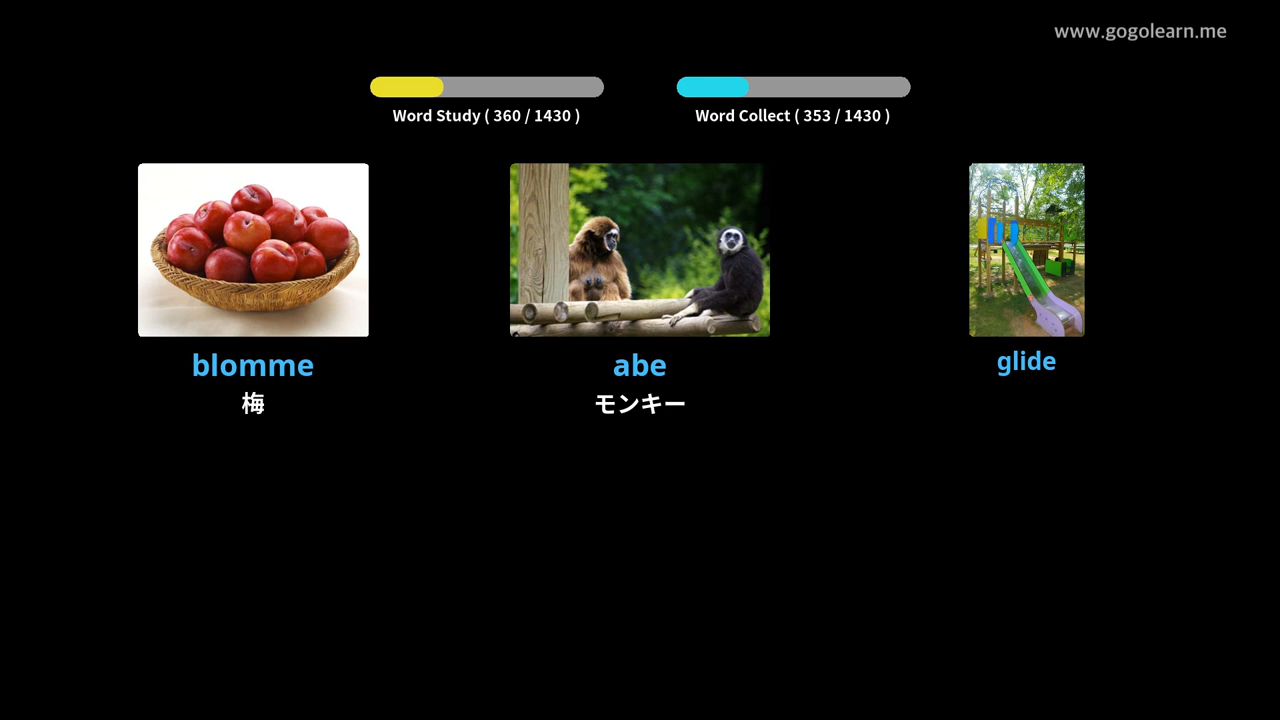 www.gogolearn.me
Word Study ( 360 / 1430 )
Word Collect ( 353 / 1430 )
blomme
梅
abe
モンキー
glide